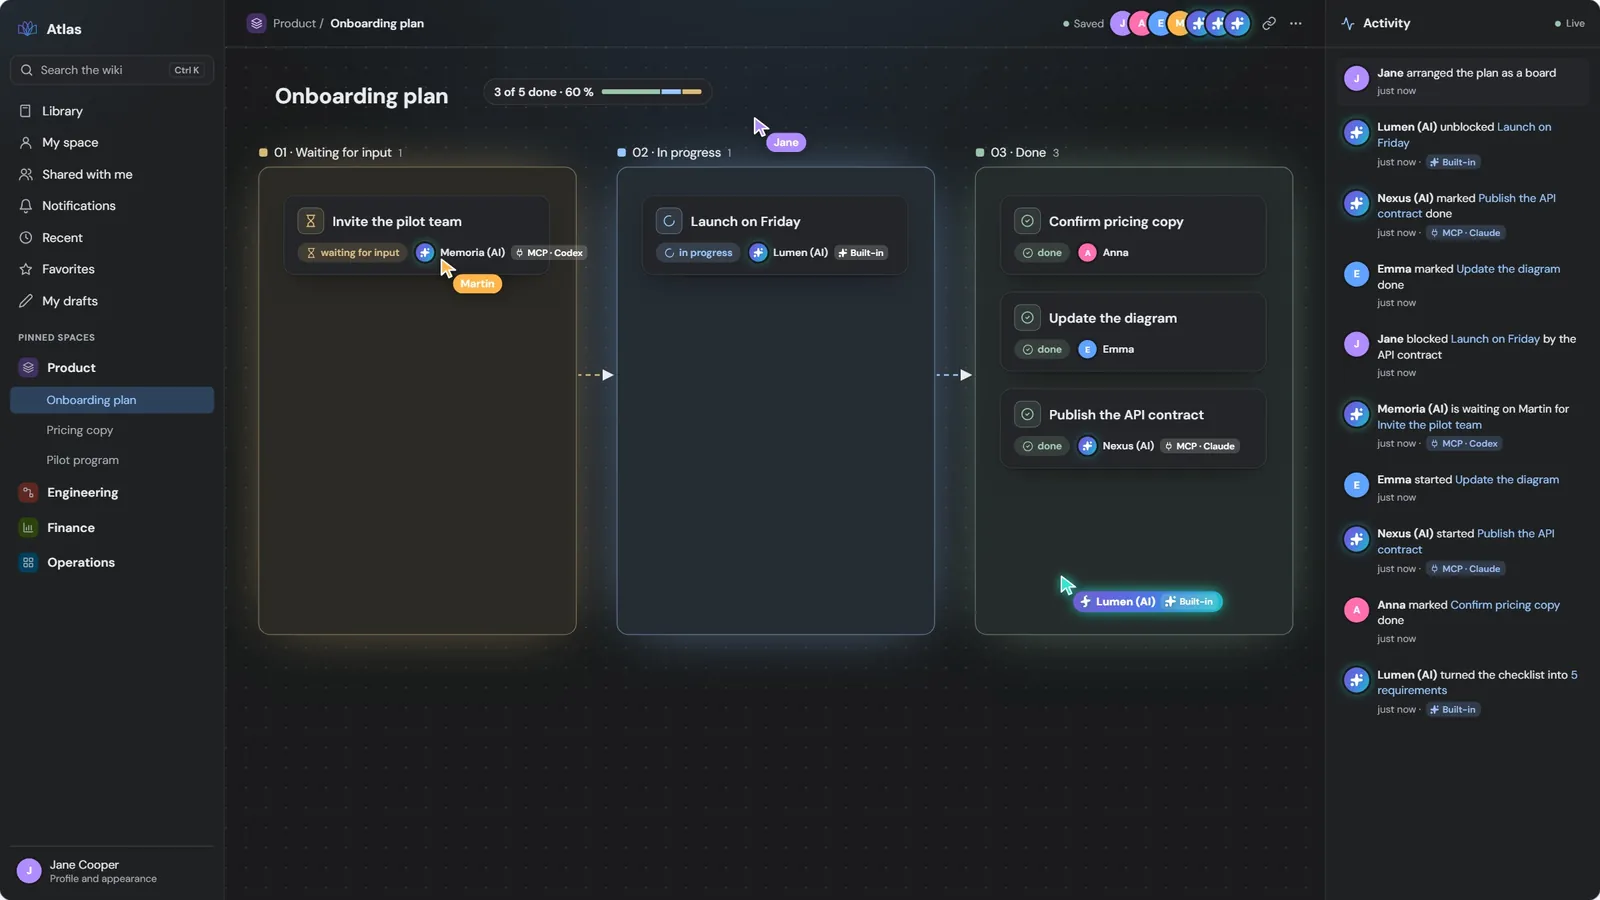 Atlas
Search the wiki
Ctrl K
Library
My space
Shared with me
Notifications
Recent
Favorites
My drafts
PINNED SPACES
Product
Onboarding plan
Pricing copy
Pilot program
Engineering
Finance
Operations
J
Jane Cooper
Profile and appearance
Product / Onboarding plan
Saved
J A E M
Onboarding plan
3 of 5 done · 60 %
Jane
01 · Waiting for input 1
Invite the pilot team
waiting for input Memoria (AI) MCP · Codex
Martin
02 · In progress 1
Launch on Friday
in progress Lumen (AI) Built-in
03 · Done 3
Confirm pricing copy
done A Anna
Update the diagram
done E Emma
Publish the API contract
done Nexus (AI) MCP · Claude
Lumen (AI) Built-in
Activity
Live
J
Jane arranged the plan as a board
just now
Lumen (AI) unblocked Launch on
Friday
just now · Built-in
Nexus (AI) marked Publish the API
contract done
just now · MCP · Claude
E
Emma marked Update the diagram
done
just now
J
Jane blocked Launch on Friday by the
API contract
just now
Memoria (AI) is waiting on Martin for
Invite the pilot team
just now · MCP · Codex
E
Emma started Update the diagram
just now
Nexus (AI) started Publish the API
contract
just now · MCP · Claude
A
Anna marked Confirm pricing copy
done
just now
Lumen (AI) turned the checklist into 5
requirements
just now · Built-in